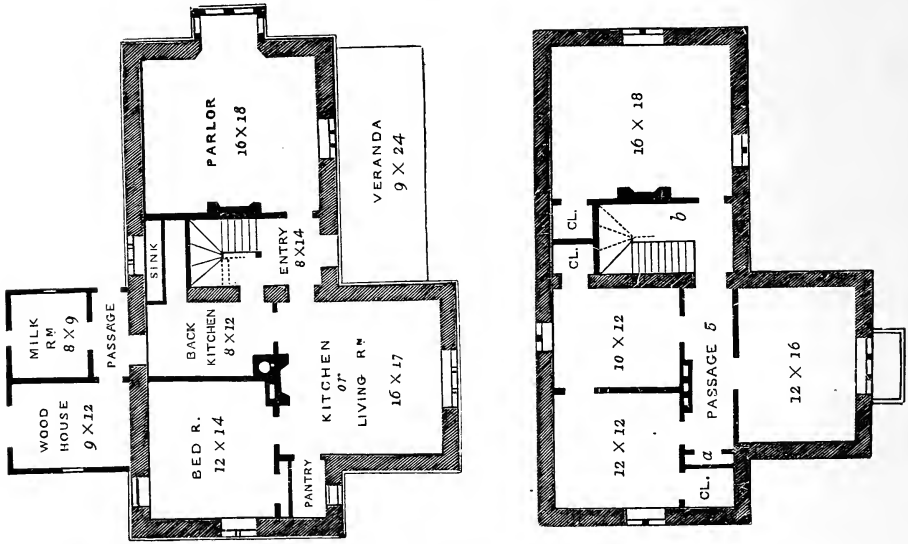 PARLOR
16 X 18
VERANDA
9 X 24
SINK
ENTRY
8 X 14
MILK
RM
8 X 9
PASSAGE
WOOD
HOUSE
9 X 12
BACK
KITCHEN
8 X 12
KITCHEN
or
LIVING RM
16 X 17
BED R.
12 X 14
PANTRY
16 X 18
CL.
CL.
b
10 X 12
PASSAGE 5
12 X 16
12 X 12
a
CL.